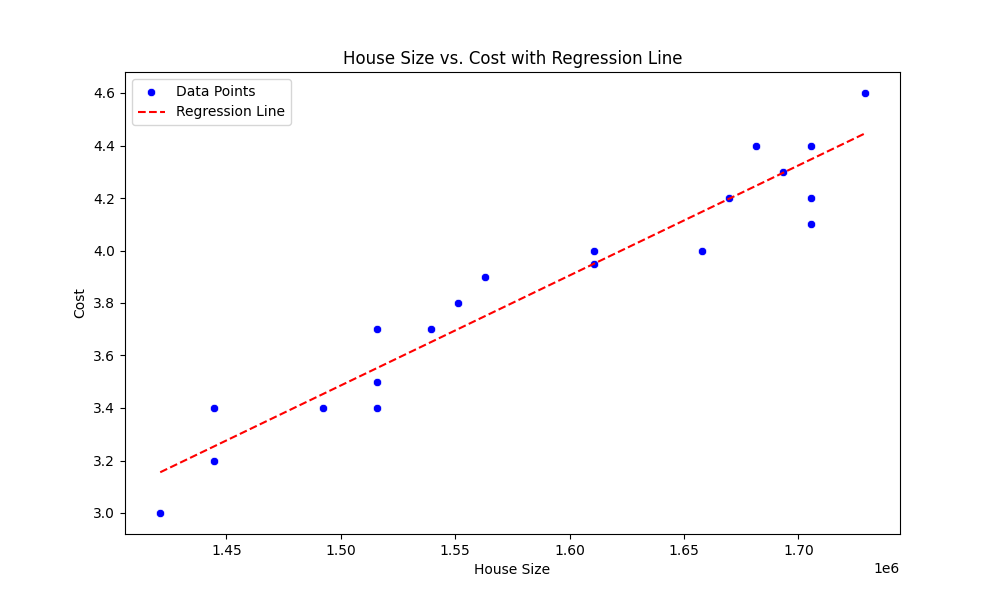 House Size vs. Cost with Regression Line
Data Points
Regression Line
4.6
4.4
4.2
4.0
3.8
3.6
3.4
3.2
3.0
Cost
1.45 1.50 1.55 1.60 1.65 1.70
1e6
House Size